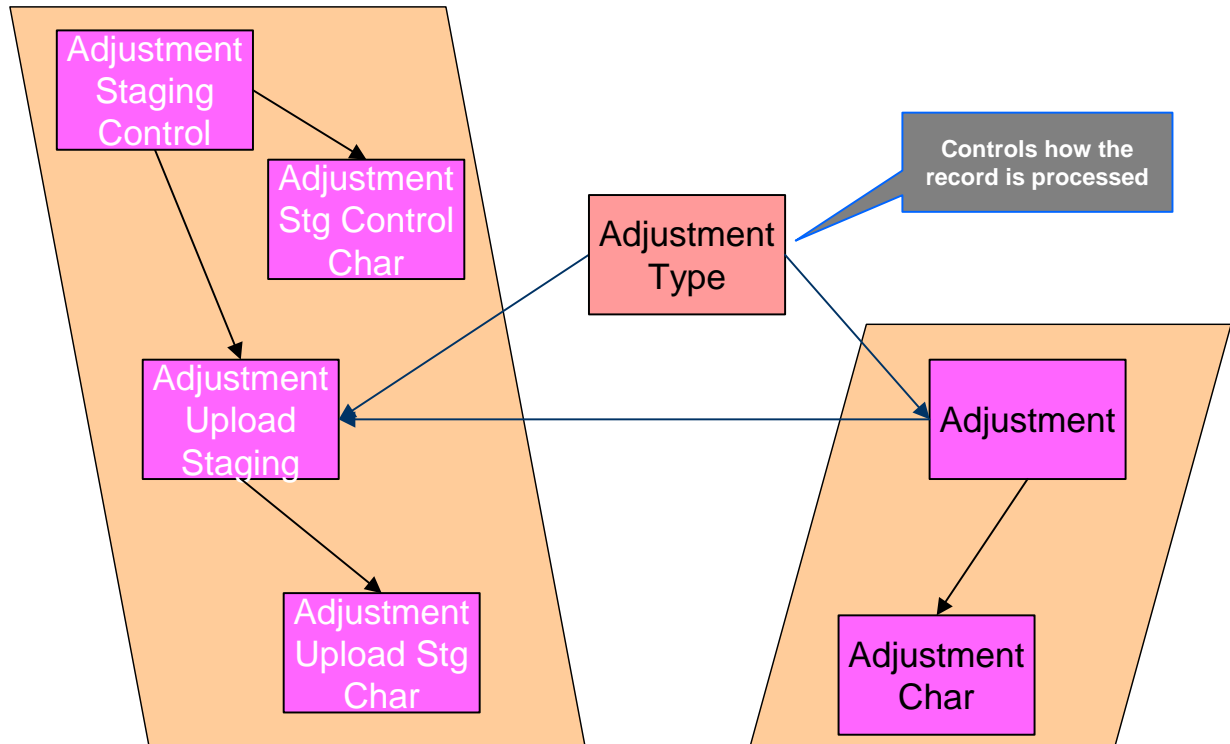 Adjustment
Staging
Control
Adjustment
Stg Control
Char
Controls how the
record is processed
Adjustment
Type
Adjustment
Upload
Staging
Adjustment
Adjustment
Upload Stg
Char
Adjustment
Char